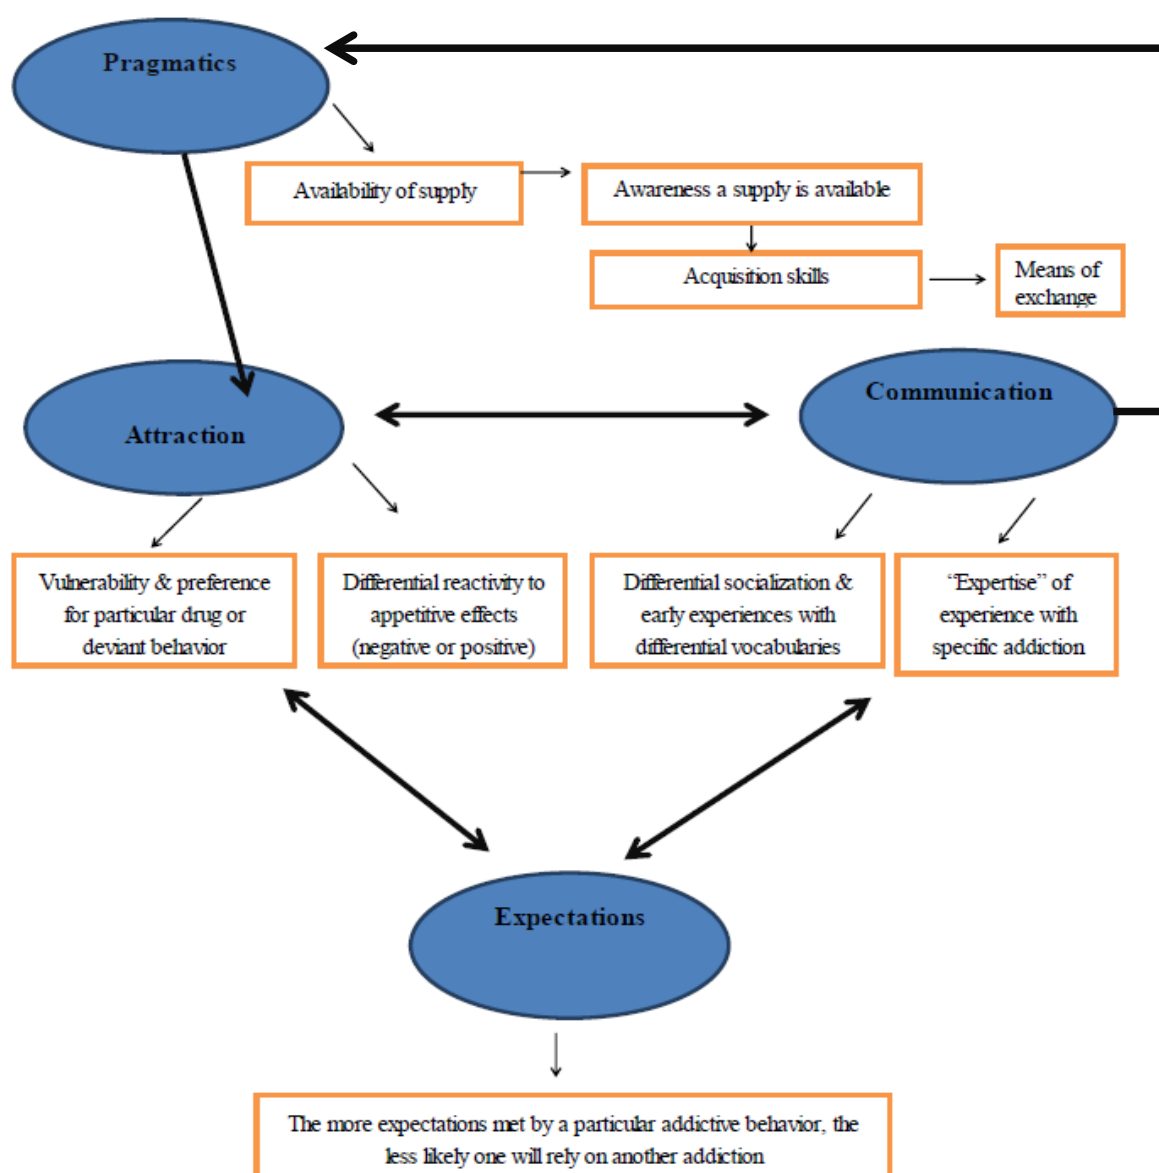 Pragmatics
Availability of supply
Awareness a supply is available
Acquisition skills
Means of
exchange
Attraction
Communication
Vulnerability & preference
for particular drug or
deviant behavior
Differential reactivity to
appetitive effects
(negative or positive)
Differential socialization &
early experiences with
differential vocabularies
“Expertise” of
experience with
specific addiction
Expectations
The more expectations met by a particular addictive behavior, the
less likely one will rely on another addiction